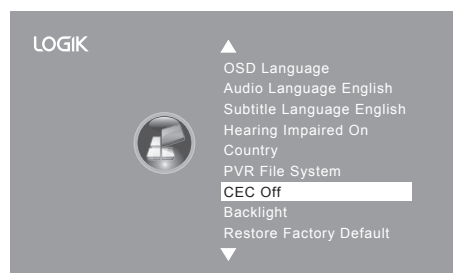 LOGIK
OSD Language
Audio Language English
Subtitle Language English
Hearing Impaired On
Country
PVR File System
CEC Off
Backlight
Restore Factory Default